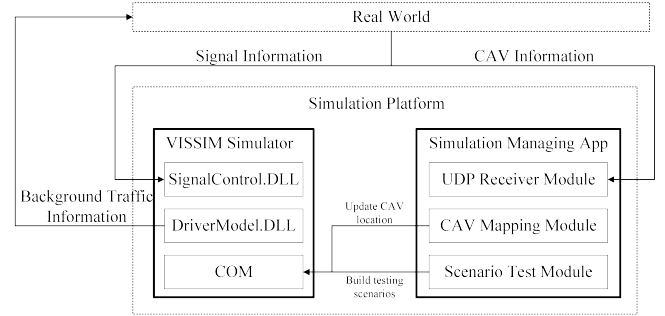 Real World
Signal Information
CAV Information
Simulation Platform
VISSIM Simulator
Simulation Managing App
SignalControl.DLL
UDP Receiver Module
Background Traffic
Information
DriverModel.DLL
Update CAV
location
CAV Mapping Module
COM
Build testing
scenarios
Scenario Test Module